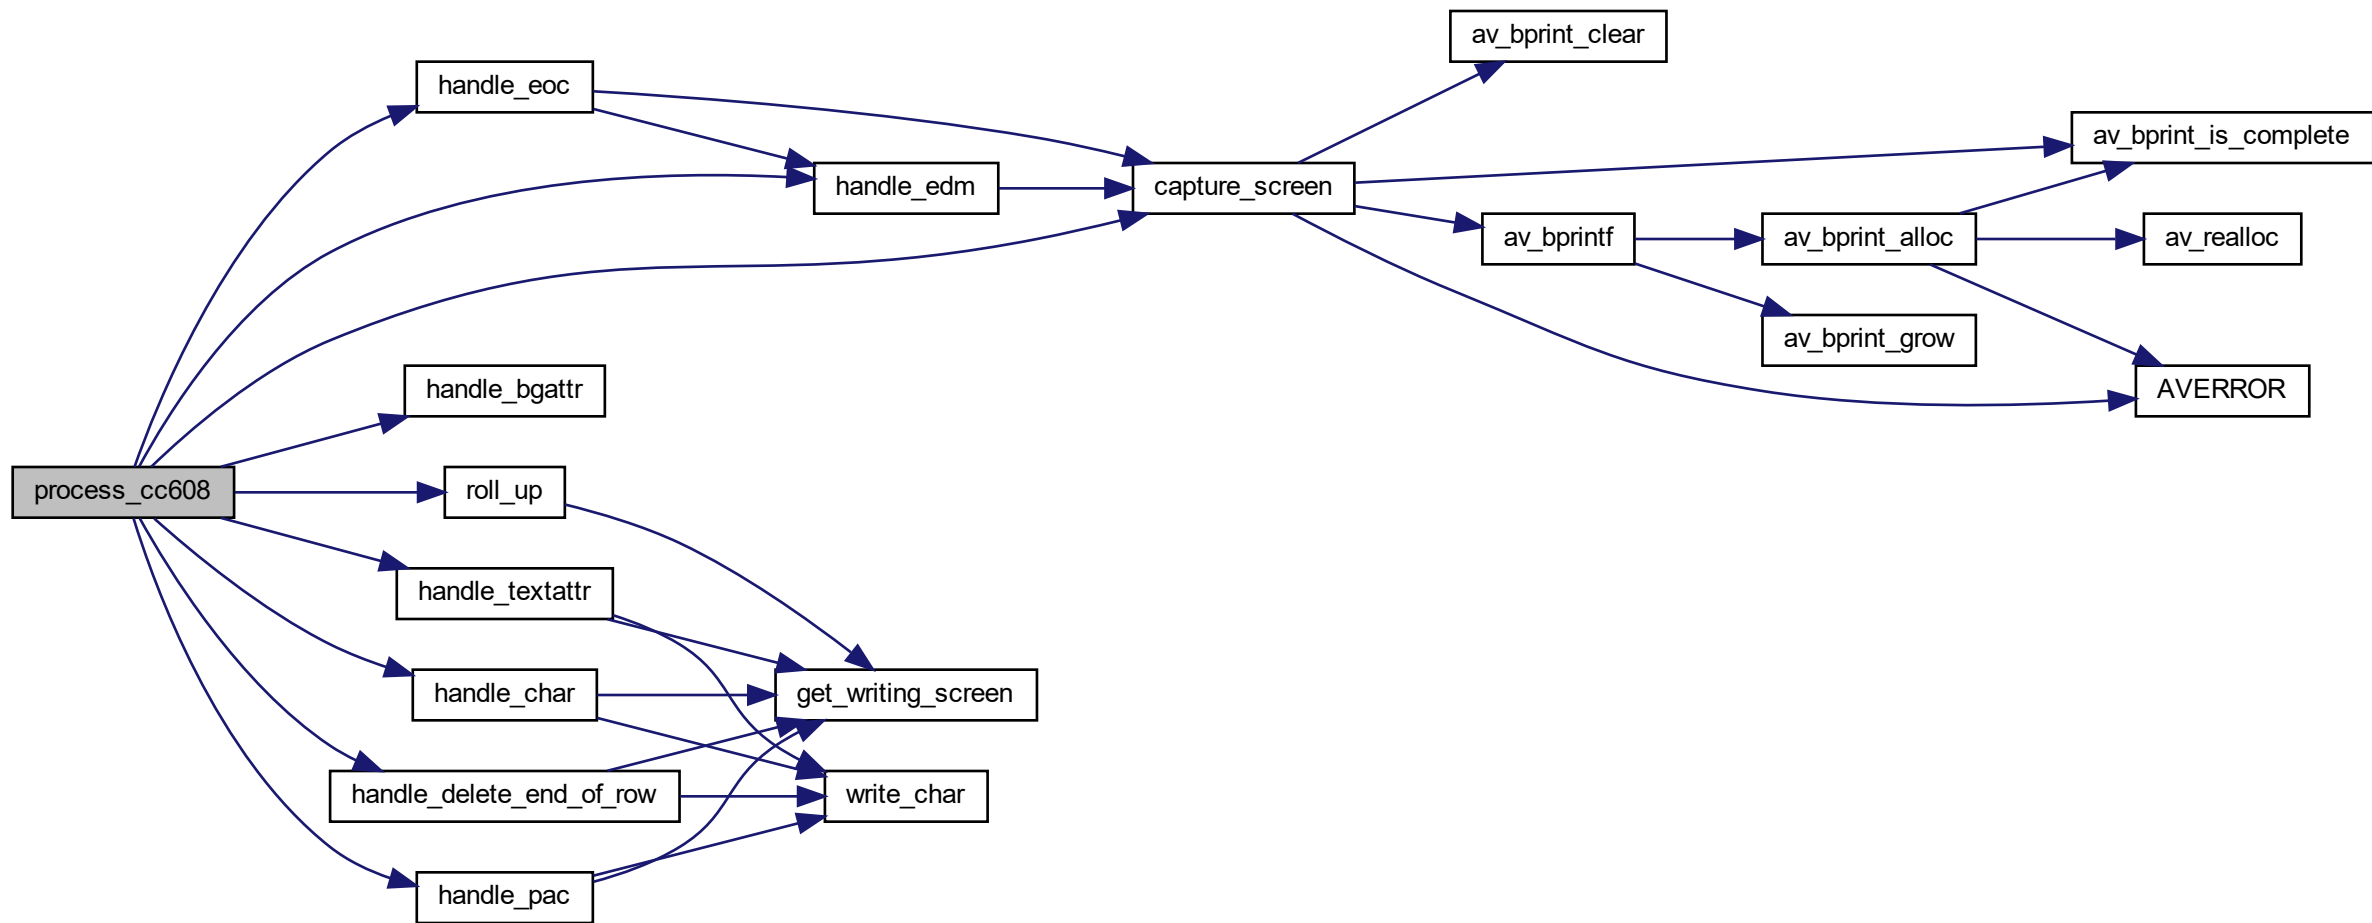 av_bprint_clear
handle_eoc
av_bprint_is_complete
handle_edm
capture_screen
av_bprintf
av_bprint_alloc
av_realloc
av_bprint_grow
handle_bgattr
AVERROR
process_cc608
roll_up
handle_textattr
handle_char
get_writing_screen
handle_delete_end_of_row
write_char
handle_pac